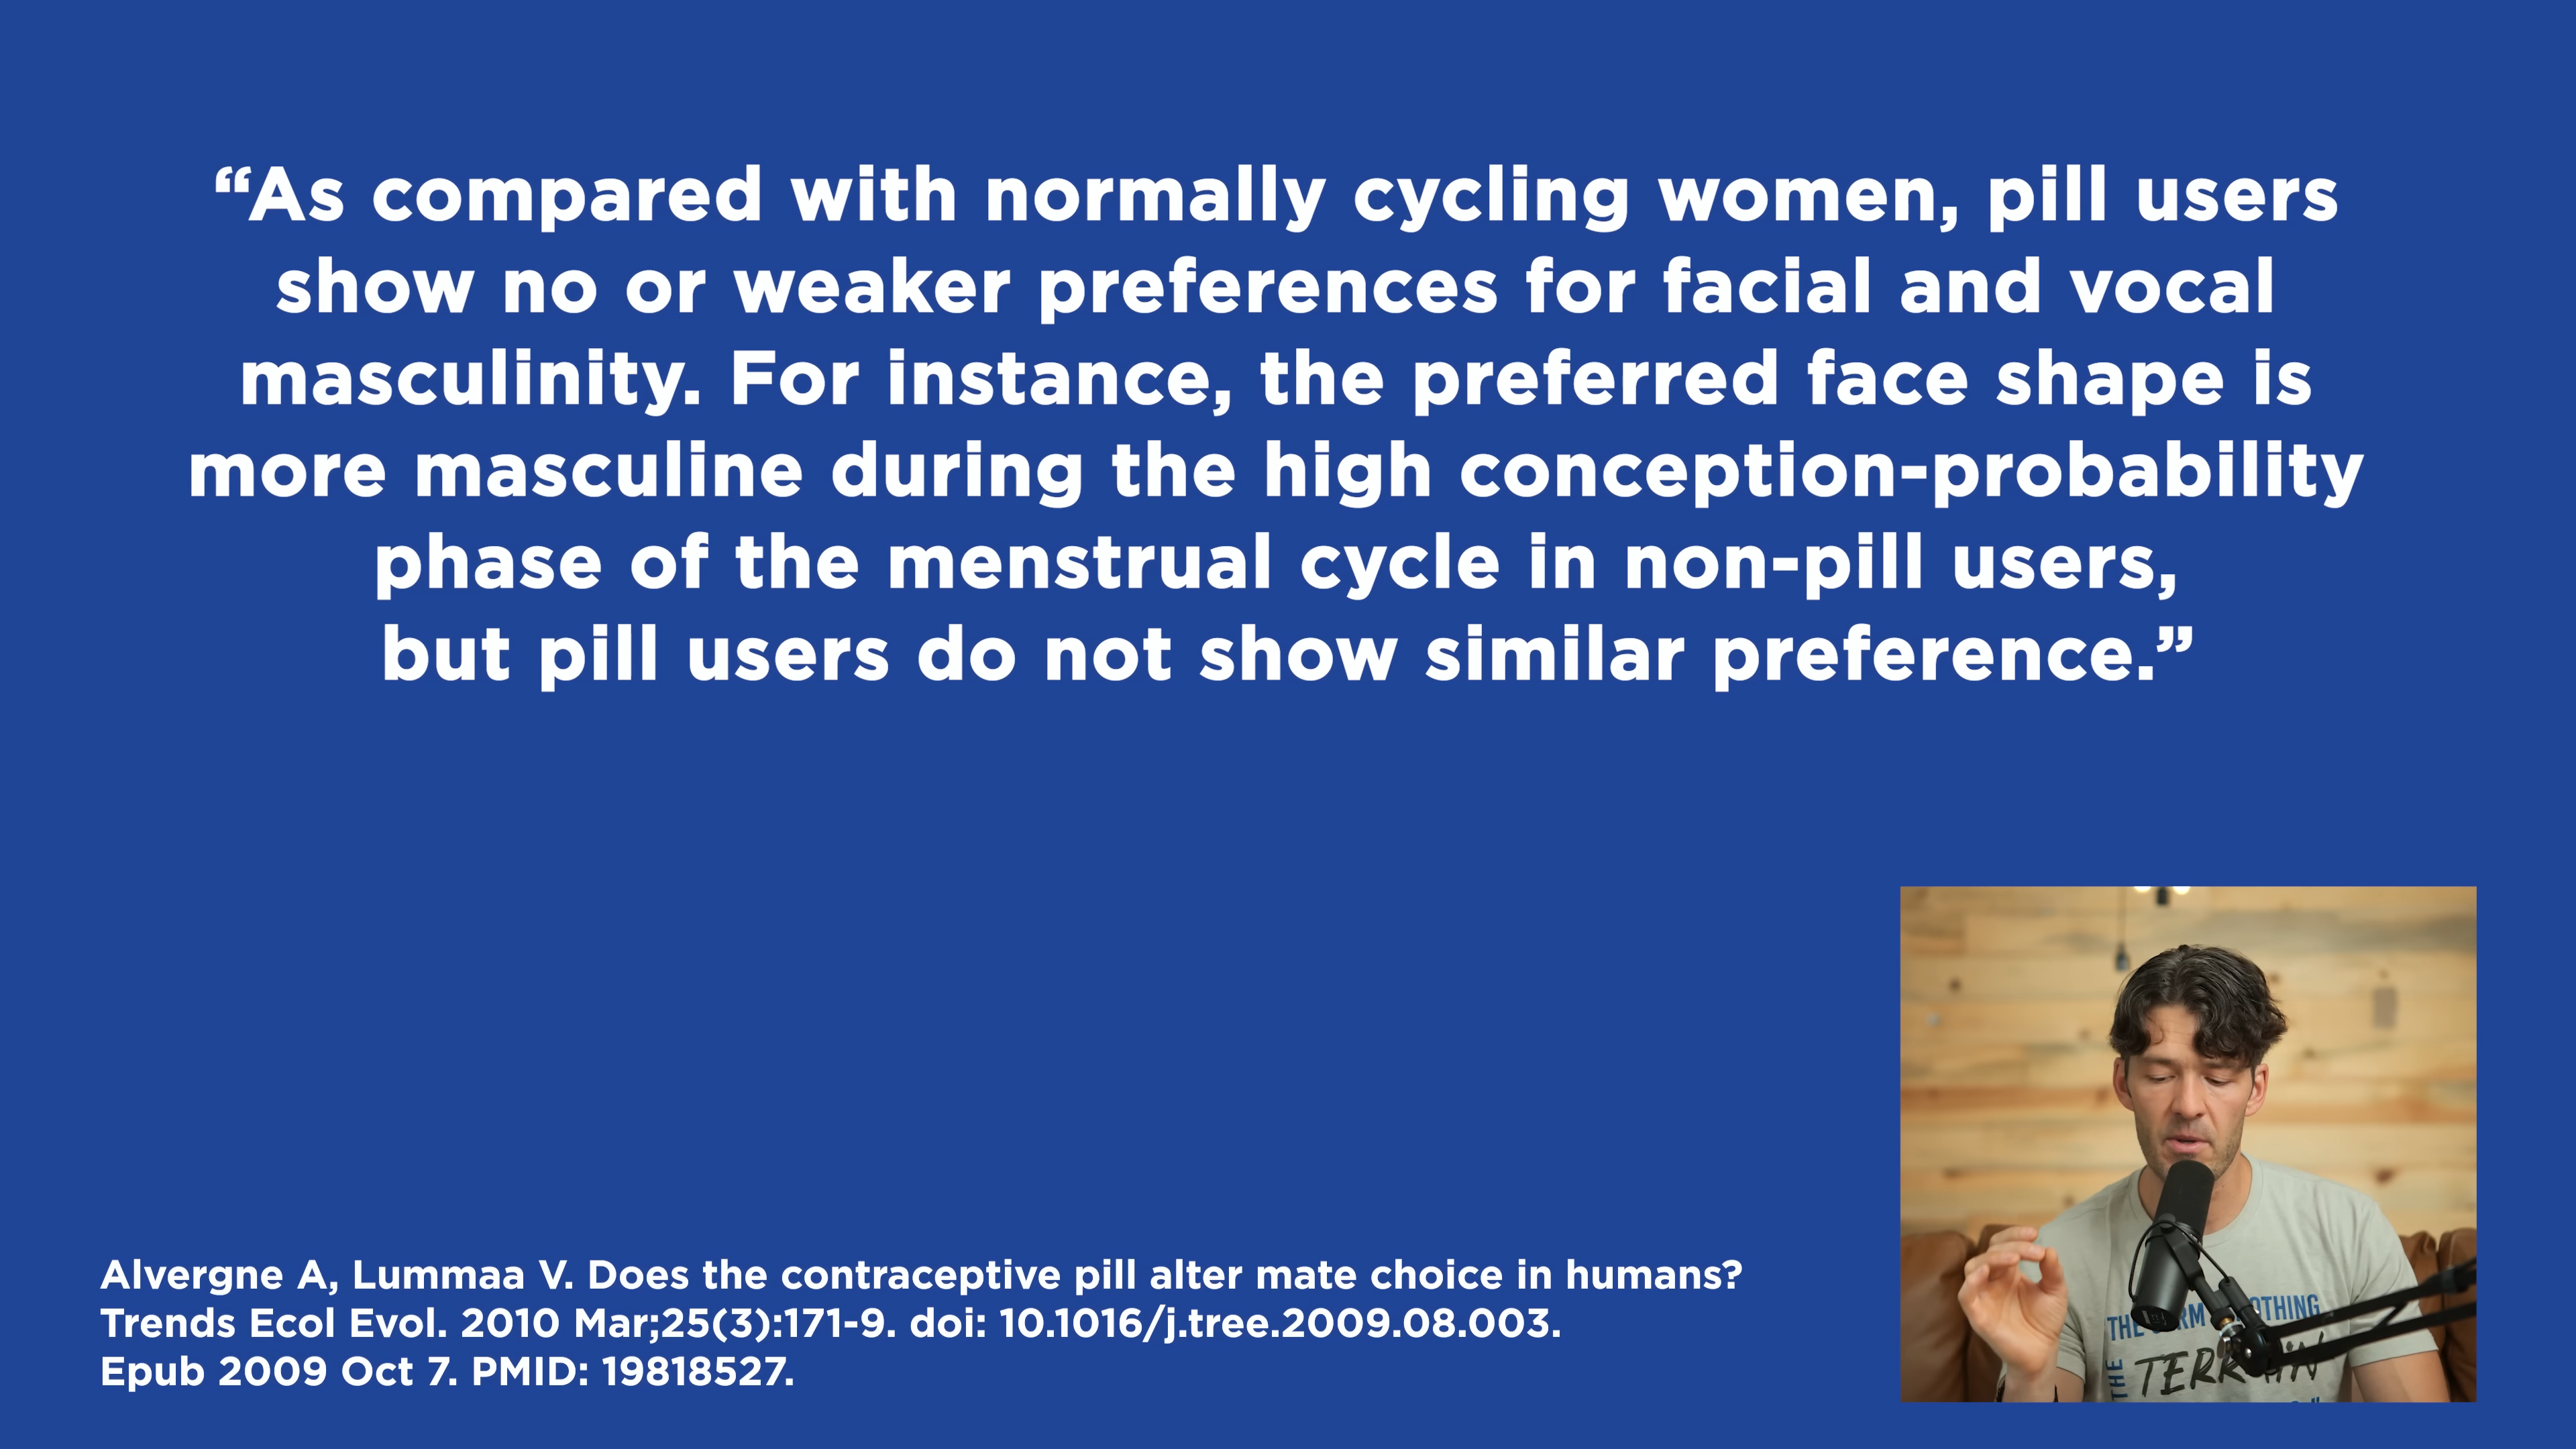 “As compared with normally cycling women, pill users
show no or weaker preferences for facial and vocal
masculinity. For instance, the preferred face shape is
more masculine during the high conception-probability
phase of the menstrual cycle in non-pill users,
but pill users do not show similar preference.”
Alvergne A, Lummaa V. Does the contraceptive pill alter mate choice in humans?
Trends Ecol Evol. 2010 Mar;25(3):171-9. doi: 10.1016/j.tree.2009.08.003.
Epub 2009 Oct 7. PMID: 19818527.
THE
THE